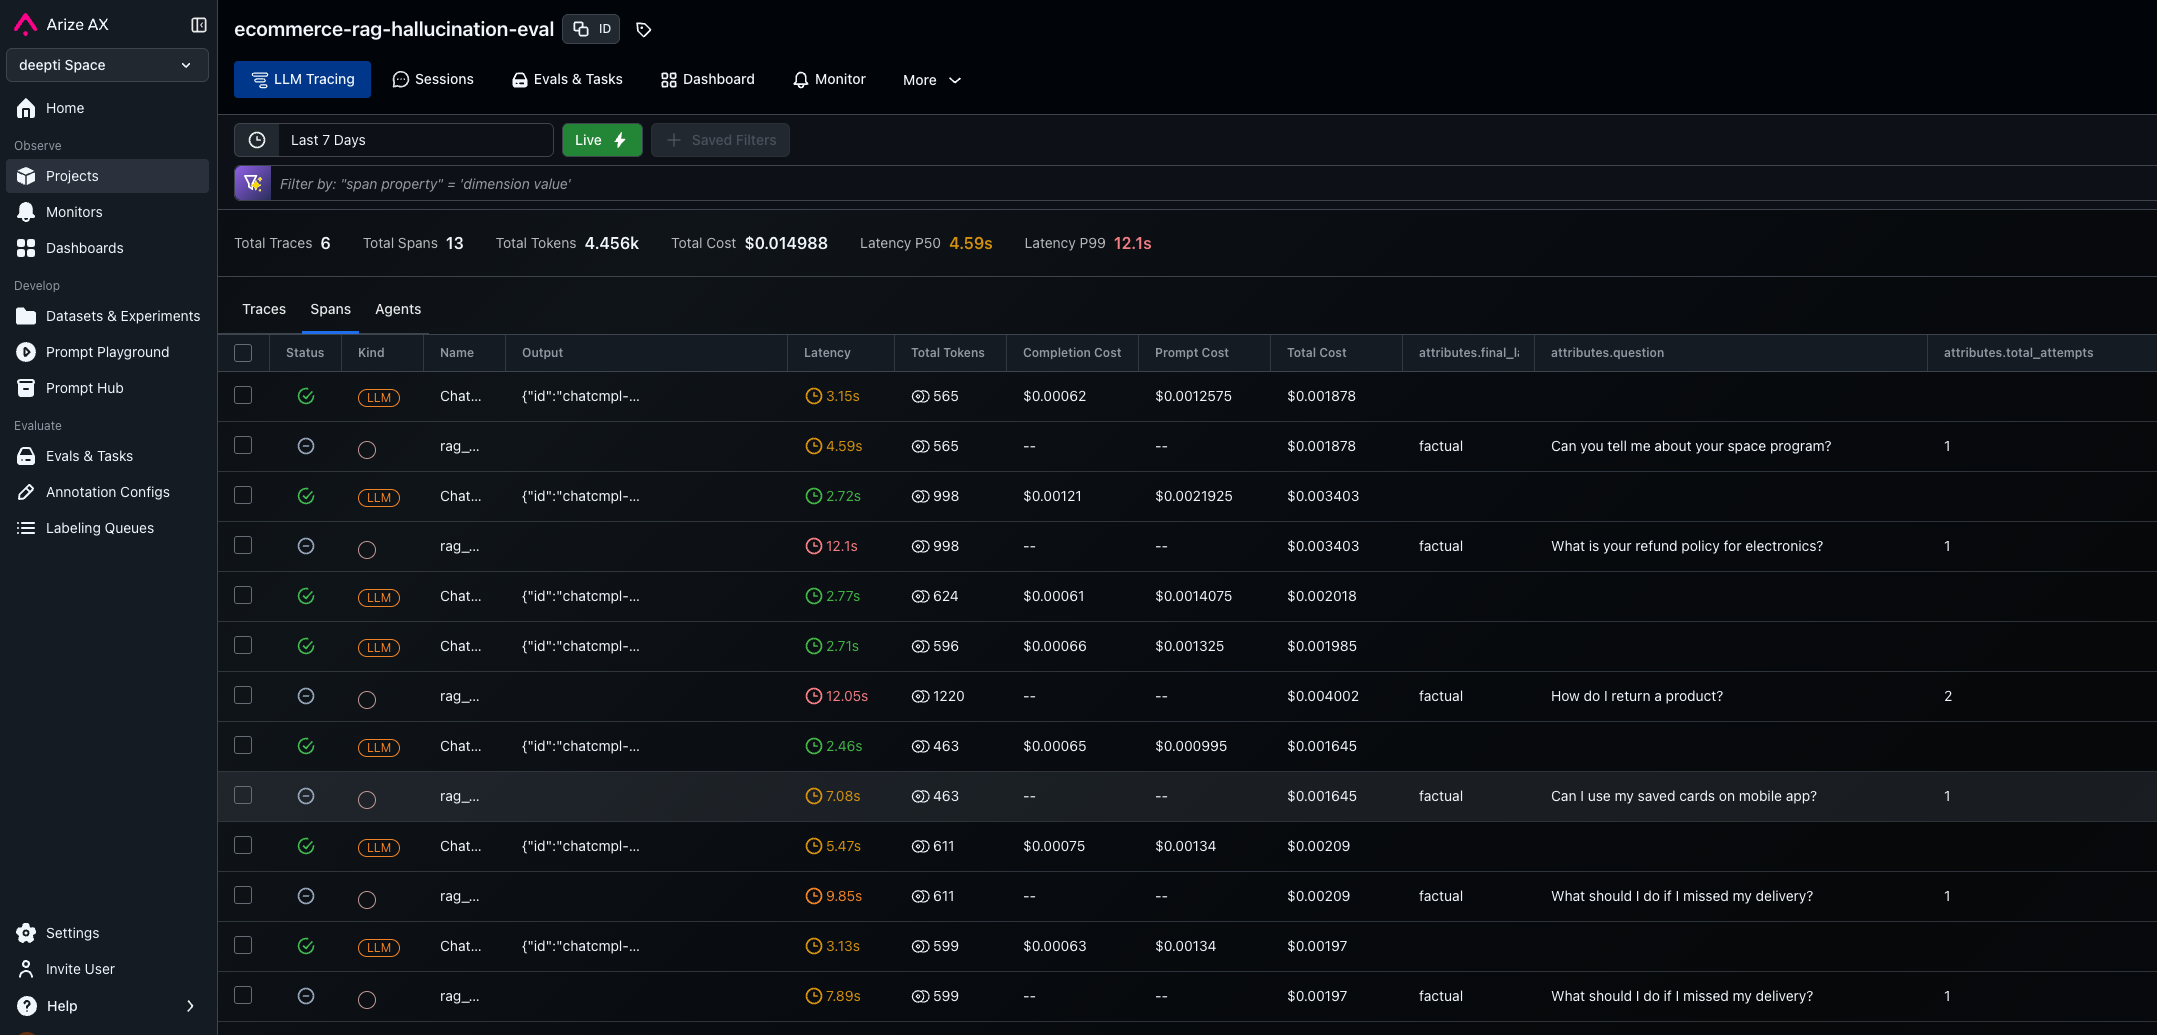 Arize AX
deepti Space
Home
Observe
Projects
Monitors
Dashboards
Develop
Datasets & Experiments
Prompt Playground
Prompt Hub
Evaluate
Evals & Tasks
Annotation Configs
Labeling Queues
Settings
Invite User
Help
ecommerce-rag-hallucination-eval ID
LLM Tracing Sessions Evals & Tasks Dashboard Monitor More
Last 7 Days Live Saved Filters
Filter by: "span property" = 'dimension value'
Total Traces 6 Total Spans 13 Total Tokens 4.456k Total Cost $0.014988 Latency P50 4.59s Latency P99 12.1s
Traces Spans Agents
Status Kind Name Output Latency Total Tokens Completion Cost Prompt Cost Total Cost attributes.final_l attributes.question attributes.total_attempts
LLM Chat... {"id":"chatcmpl-... 3.15s 565 $0.00062 $0.0012575 $0.001878
rag_... 4.59s 565 -- -- $0.001878 factual Can you tell me about your space program? 1
LLM Chat... {"id":"chatcmpl-... 2.72s 998 $0.00121 $0.0021925 $0.003403
rag_... 12.1s 998 -- -- $0.003403 factual What is your refund policy for electronics? 1
LLM Chat... {"id":"chatcmpl-... 2.77s 624 $0.00061 $0.0014075 $0.002018
LLM Chat... {"id":"chatcmpl-... 2.71s 596 $0.00066 $0.001325 $0.001985
rag_... 12.05s 1220 -- -- $0.004002 factual How do I return a product? 2
LLM Chat... {"id":"chatcmpl-... 2.46s 463 $0.00065 $0.000995 $0.001645
rag_... 7.08s 463 -- -- $0.001645 factual Can I use my saved cards on mobile app? 1
LLM Chat... {"id":"chatcmpl-... 5.47s 611 $0.00075 $0.00134 $0.00209
rag_... 9.85s 611 -- -- $0.00209 factual What should I do if I missed my delivery? 1
LLM Chat... {"id":"chatcmpl-... 3.13s 599 $0.00063 $0.00134 $0.00197
rag_... 7.89s 599 -- -- $0.00197 factual What should I do if I missed my delivery? 1